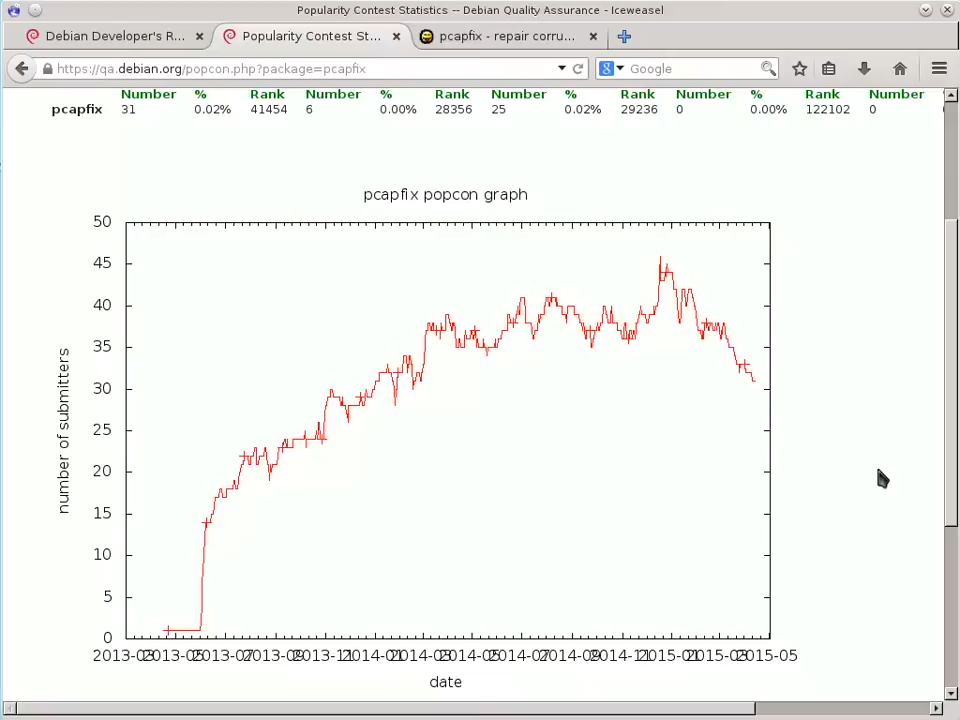 Popularity Contest Statistics -- Debian Quality Assurance - Iceweasel
Debian Developer's R... Popularity Contest St... pcapfix - repair corru...
https://qa.debian.org/popcon.php?package=pcapfix Google
Number % Rank Number % Rank Number % Rank Number % Rank Number
pcapfix 31 0.02% 41454 6 0.00% 28356 25 0.02% 29236 0 0.00% 122102 0
pcapfix popcon graph
50
45
40
35
30
25
20
15
10
5
0
number of submitters
2013-03 2013-05 2013-07 2013-09 2013-11 2014-01 2014-03 2014-05 2014-07 2014-09 2014-11 2015-01 2015-03 2015-05
date